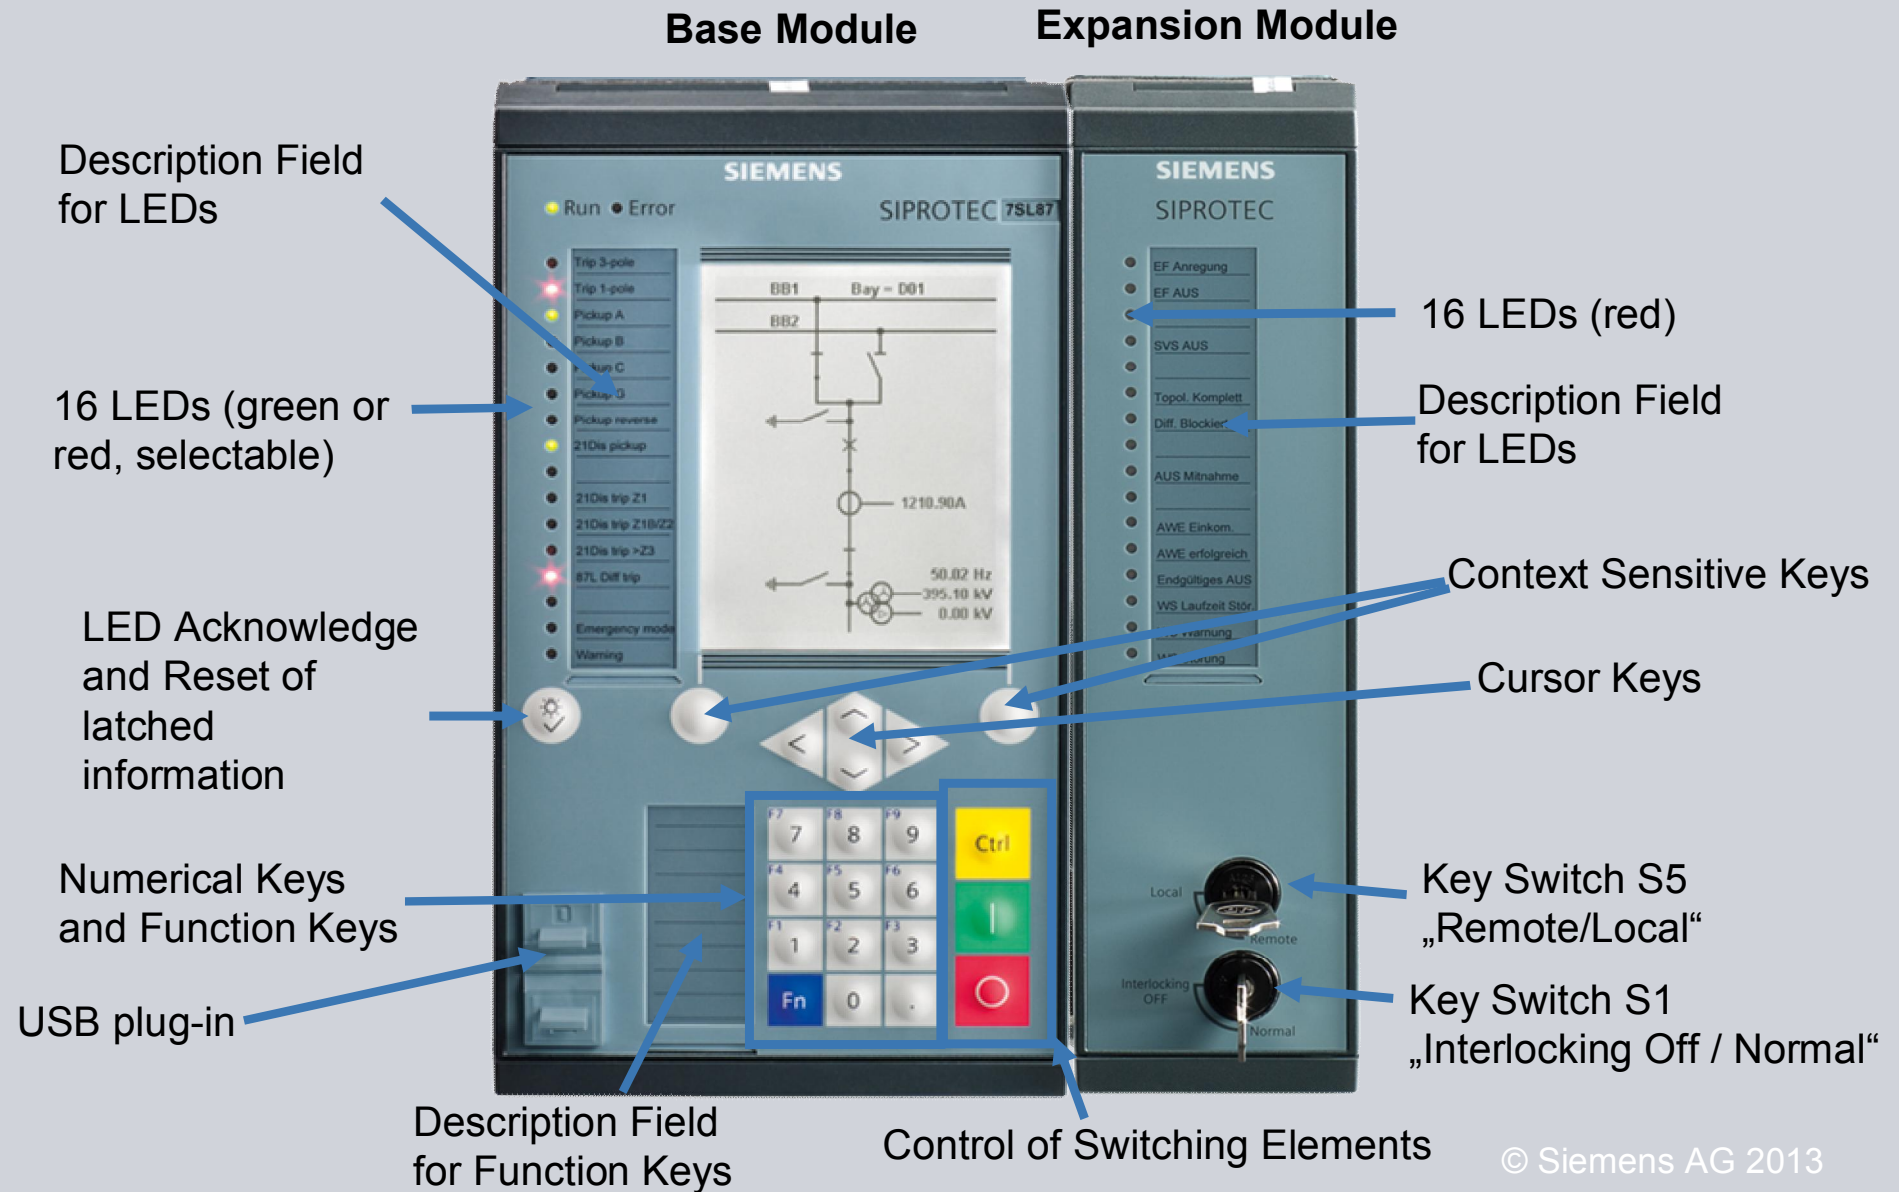 Base Module
Expansion Module
Description Field
for LEDs
16 LEDs (green or
red, selectable)
LED Acknowledge
and Reset of
latched
information
Numerical Keys
and Function Keys
USB plug-in
Description Field
for Function Keys
SIEMENS
Run
Error
SIPROTEC 7SL87
Trip 3-pole
Trip 1-pole
Pickup A
Pickup B
Pickup C
Pickup G
Pickup reverse
21Dis pickup
21Dis trip Z1
21Dis trip Z1B/Z2
21Dis trip >Z3
87L Diff trip
Emergency mode
Warning
BB1
Bay - D01
BB2
1210.90A
50.02 Hz
395.10 kV
0.00 kV
F7 7
F8 8
F9 9
F4 4
F5 5
F6 6
F1 1
F2 2
F3 3
Fn
0
.
Ctrl
Control of Switching Elements
SIEMENS
SIPROTEC
EF Anregung
EF AUS
SVS AUS
Topol. Komplett
Diff. Blockiert
AUS Mitnahme
AWE Einkom.
AWE erfolgreich
Endgültiges AUS
WS Laufzeit Stör.
Warnung
Local
Remote
Interlocking
OFF
Normal
16 LEDs (red)
Description Field
for LEDs
Context Sensitive Keys
Cursor Keys
Key Switch S5
„Remote/Local“
Key Switch S1
„Interlocking Off / Normal“
© Siemens AG 2013